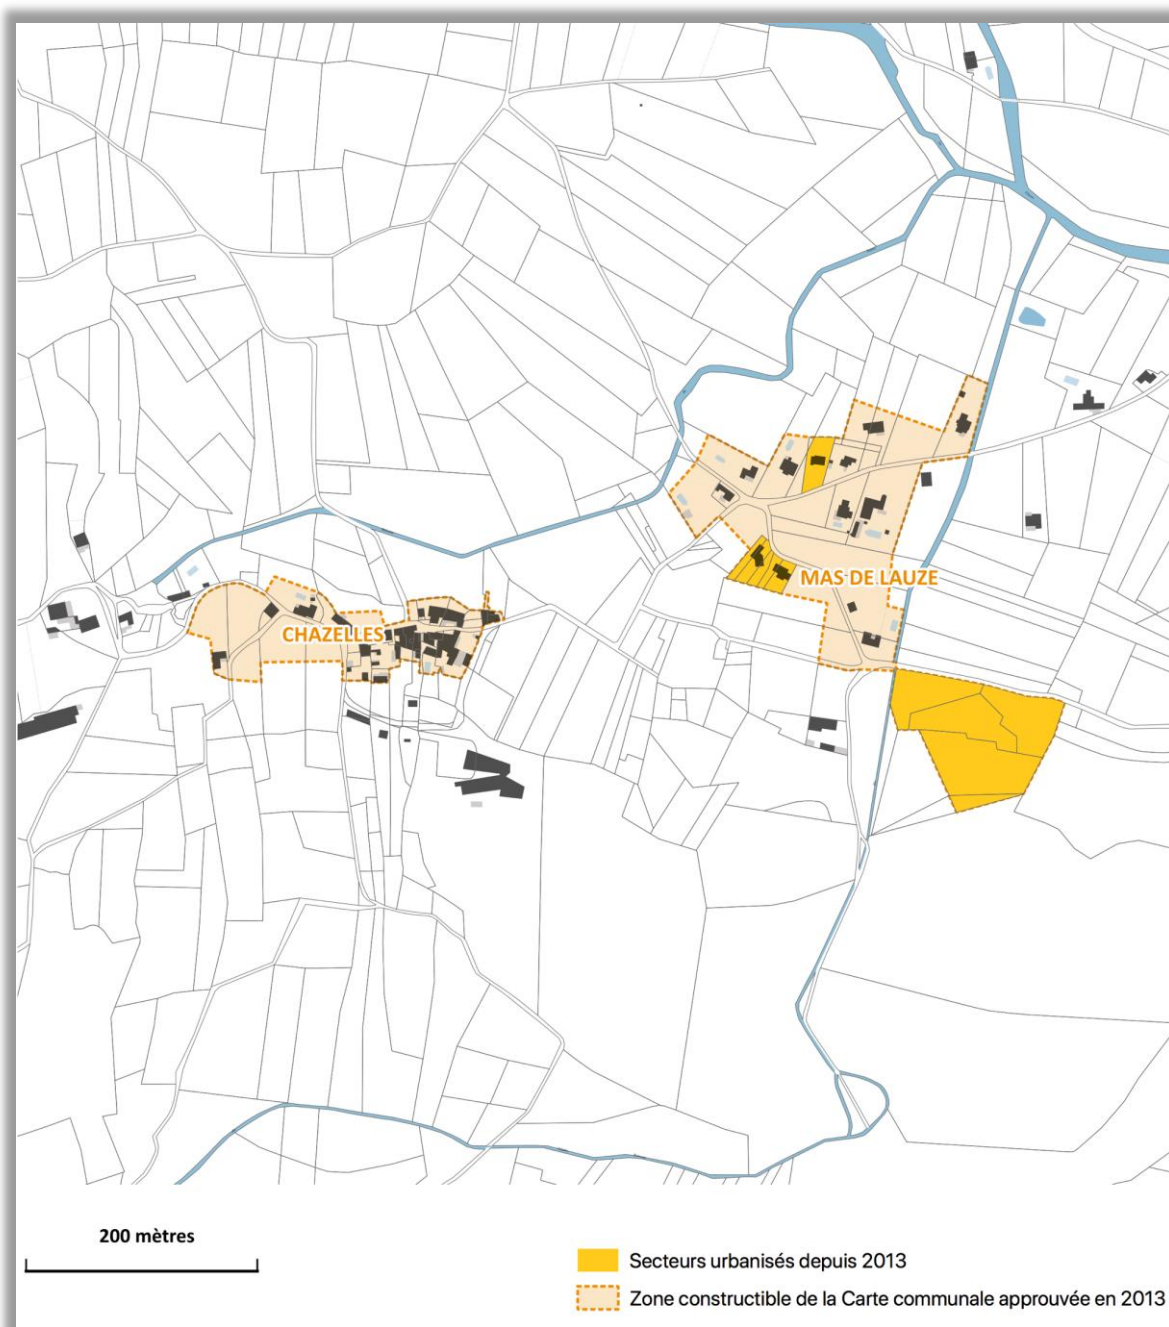 MAS DE LAUZE
CHAZELLES
200 mètres
Secteurs urbanisés depuis 2013
Zone constructible de la Carte communale approuvée en 2013